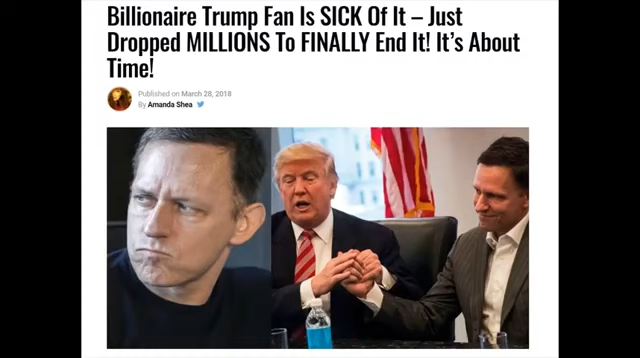 Billionaire Trump Fan Is SICK Of It – Just
Dropped MILLIONS To FINALLY End It! It's About
Time!
Published on March 28, 2018
By Amanda Shea